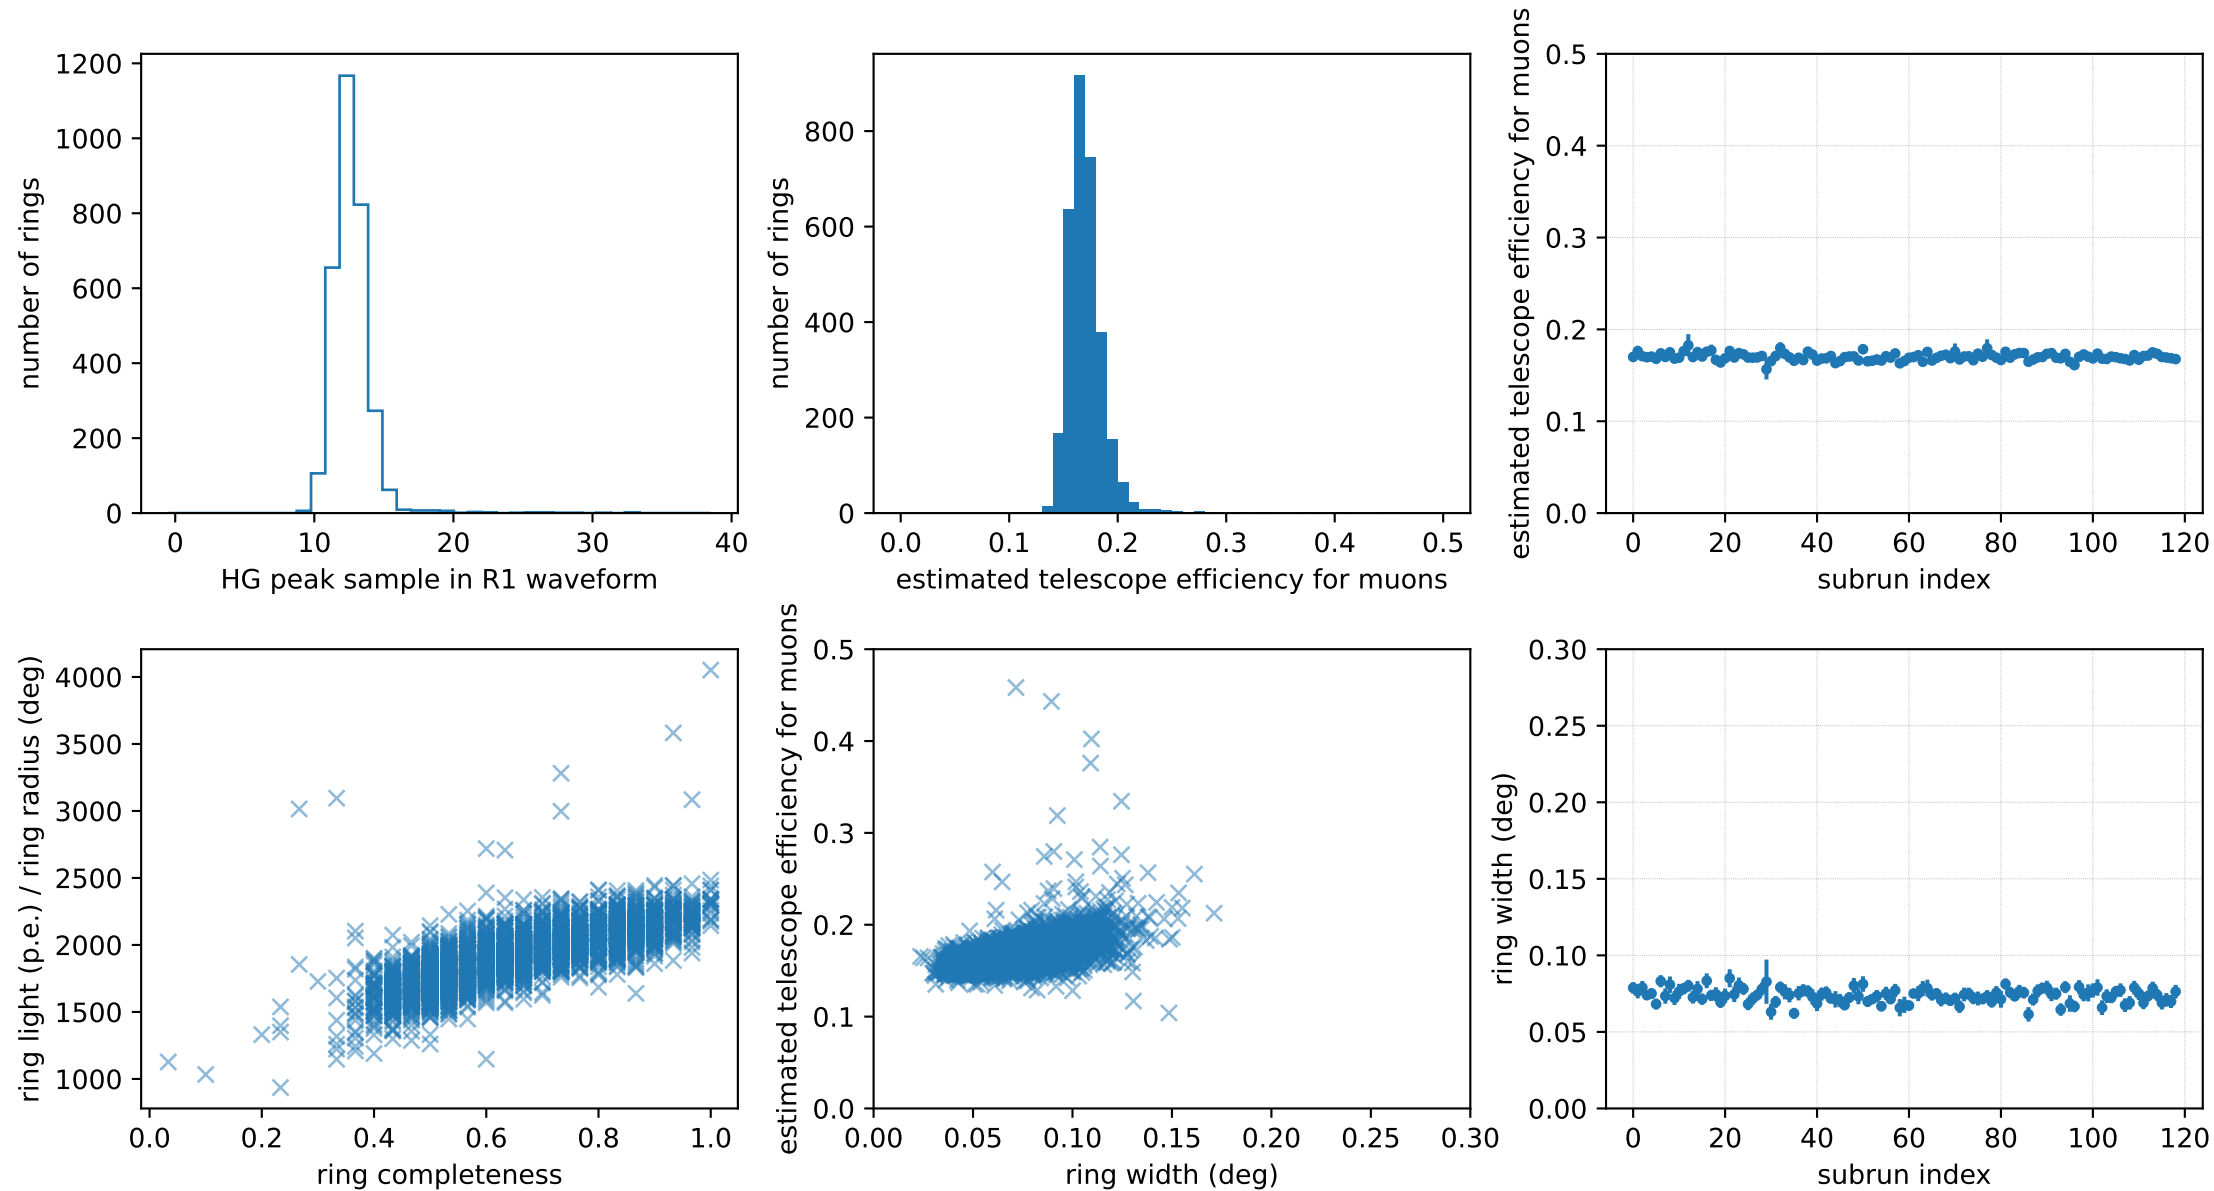 1200
1000
800
600
400
200
0
number of rings
0 10 20 30 40
HG peak sample in R1 waveform
800
600
400
200
0
number of rings
0.0 0.1 0.2 0.3 0.4 0.5
estimated telescope efficiency for muons
0.5
0.4
0.3
0.2
0.1
0.0
estimated telescope efficiency for muons
0 20 40 60 80 100 120
subrun index
4000
3500
3000
2500
2000
1500
1000
ring light (p.e.) / ring radius (deg)
0.0 0.2 0.4 0.6 0.8 1.0
ring completeness
0.5
0.4
0.3
0.2
0.1
0.0
estimated telescope efficiency for muons
0.00 0.05 0.10 0.15 0.20 0.25 0.30
ring width (deg)
0.30
0.25
0.20
0.15
0.10
0.05
0.00
ring width (deg)
0 20 40 60 80 100 120
subrun index